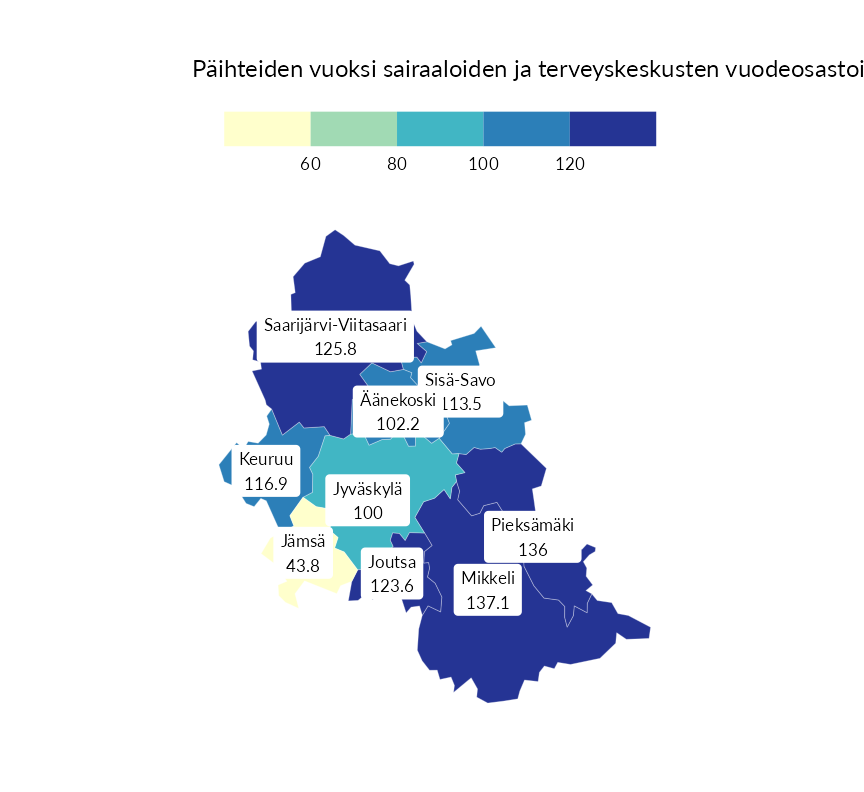 Päihteiden vuoksi sairaaloiden ja terveyskeskusten vuodeosastoi
60 80 100 120
Saarijärvi-Viitasaari
125.8
Sisä-Savo
113.5
Äänekoski
102.2
Keuruu
116.9
Jyväskylä
100
Pieksämäki
136
Jämsä
43.8
Joutsa
123.6
Mikkeli
137.1